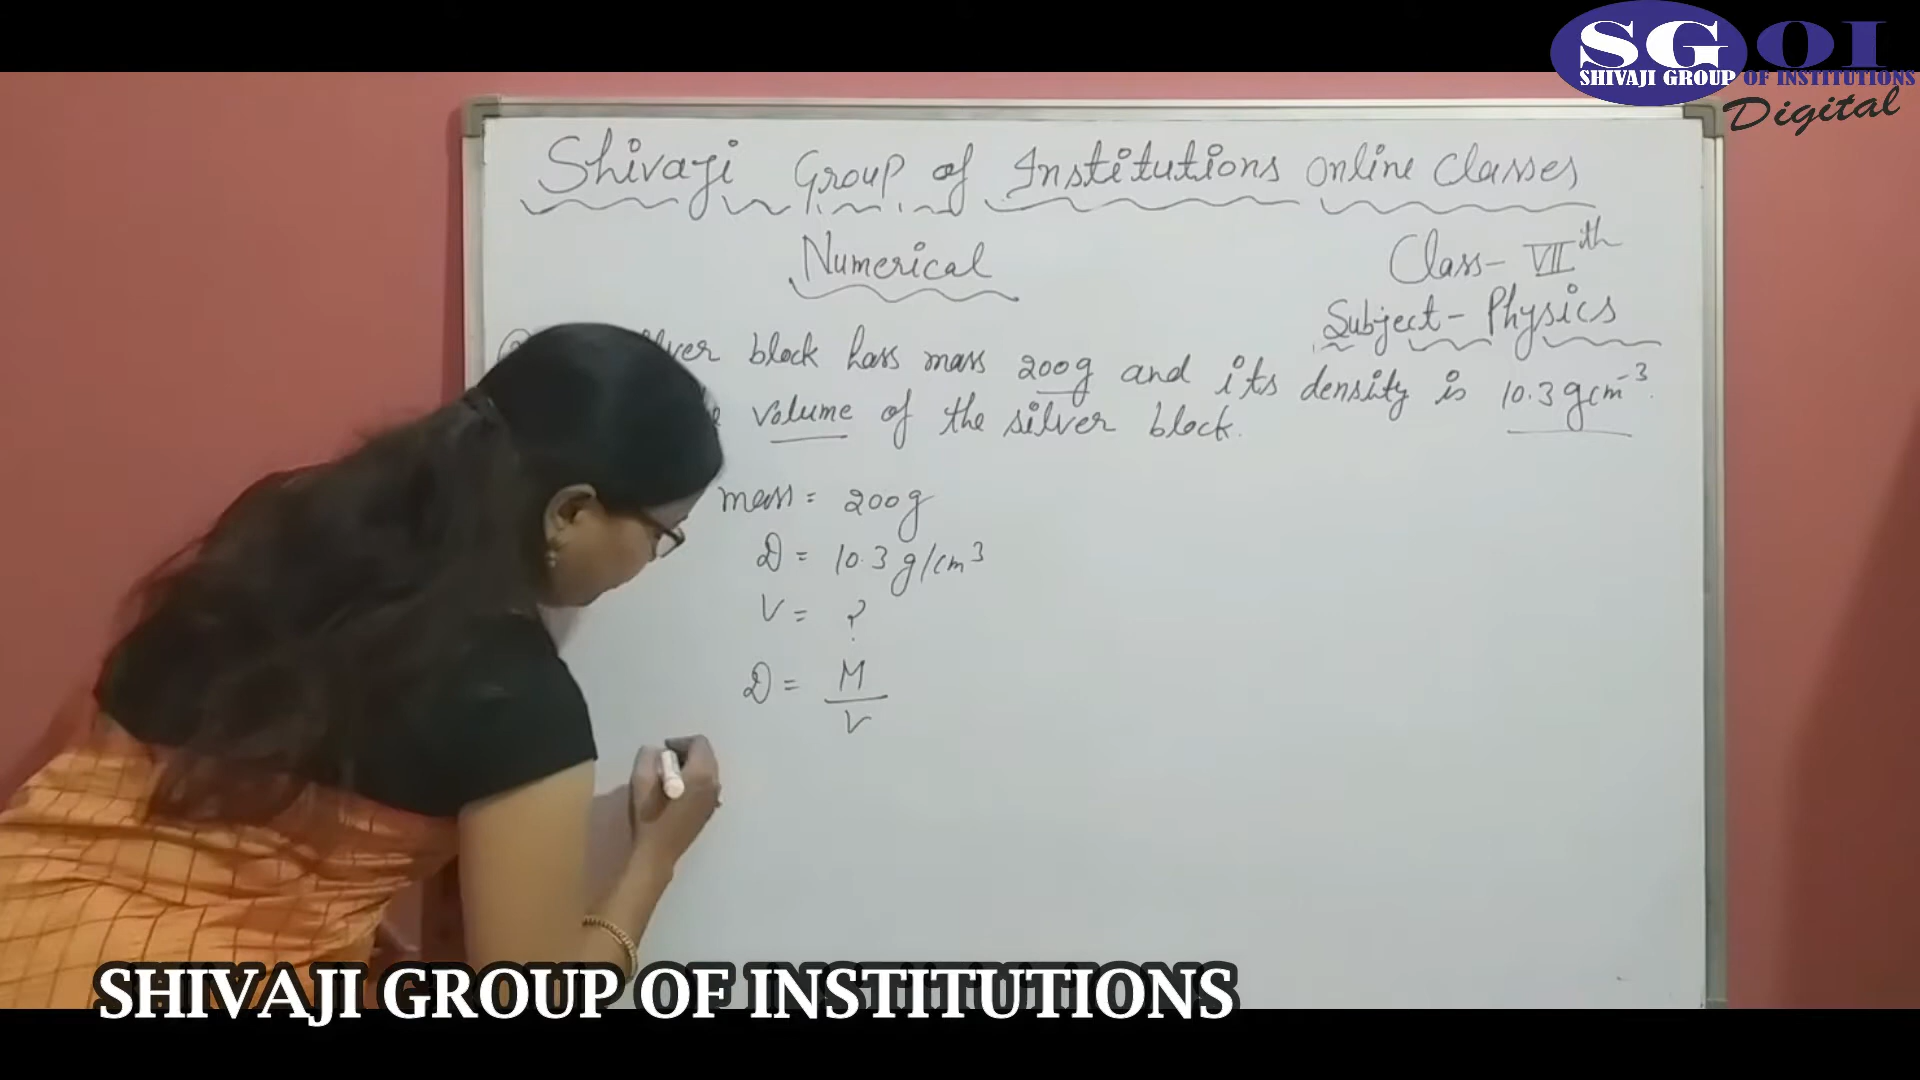 SGOI
SHIVAJI GROUP OF INSTITUTIONS
Digital
Shivaji Group of Institutions Online Classes
Numerical
Class- VIIth
Subject- Physics
block has mass 200g and its density is 10.3 gcm⁻³.
volume of the silver block.
mass = 200g
D = 10.3 g/cm³
V = ?
D = M/V
SHIVAJI GROUP OF INSTITUTIONS